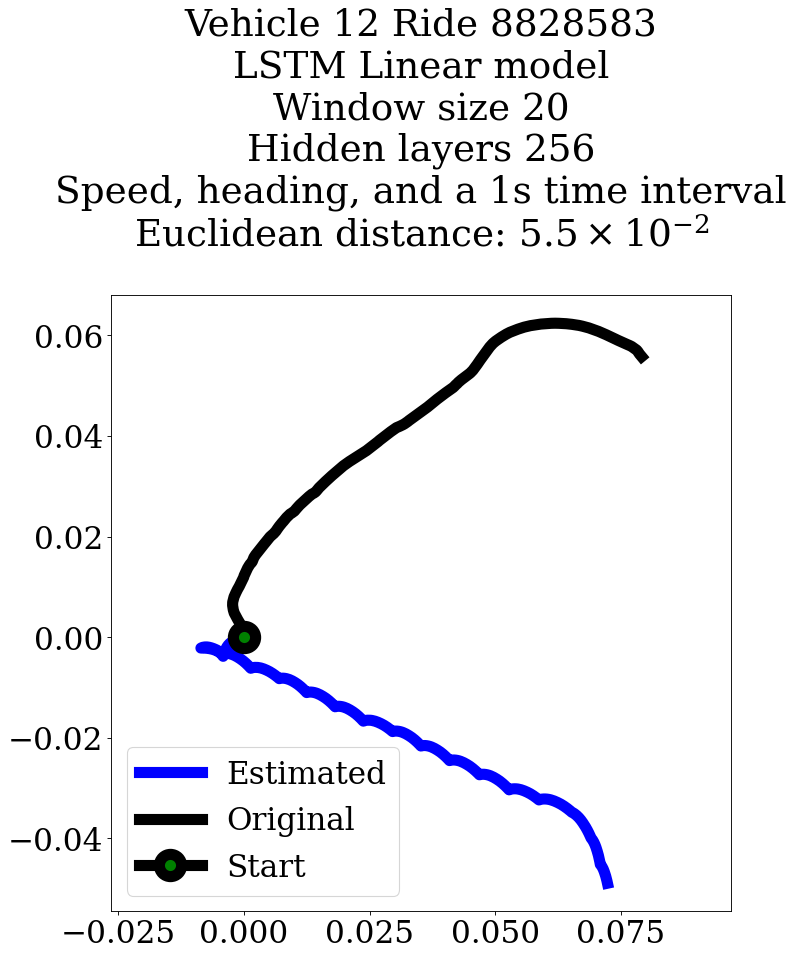 Vehicle 12 Ride 8828583
LSTM Linear model
Window size 20
Hidden layers 256
Speed, heading, and a 1s time interval
Euclidean distance: 5.5 × 10⁻²
0.06
0.04
0.02
0.00
−0.02
−0.04
Estimated
Original
Start
−0.025 0.000 0.025 0.050 0.075